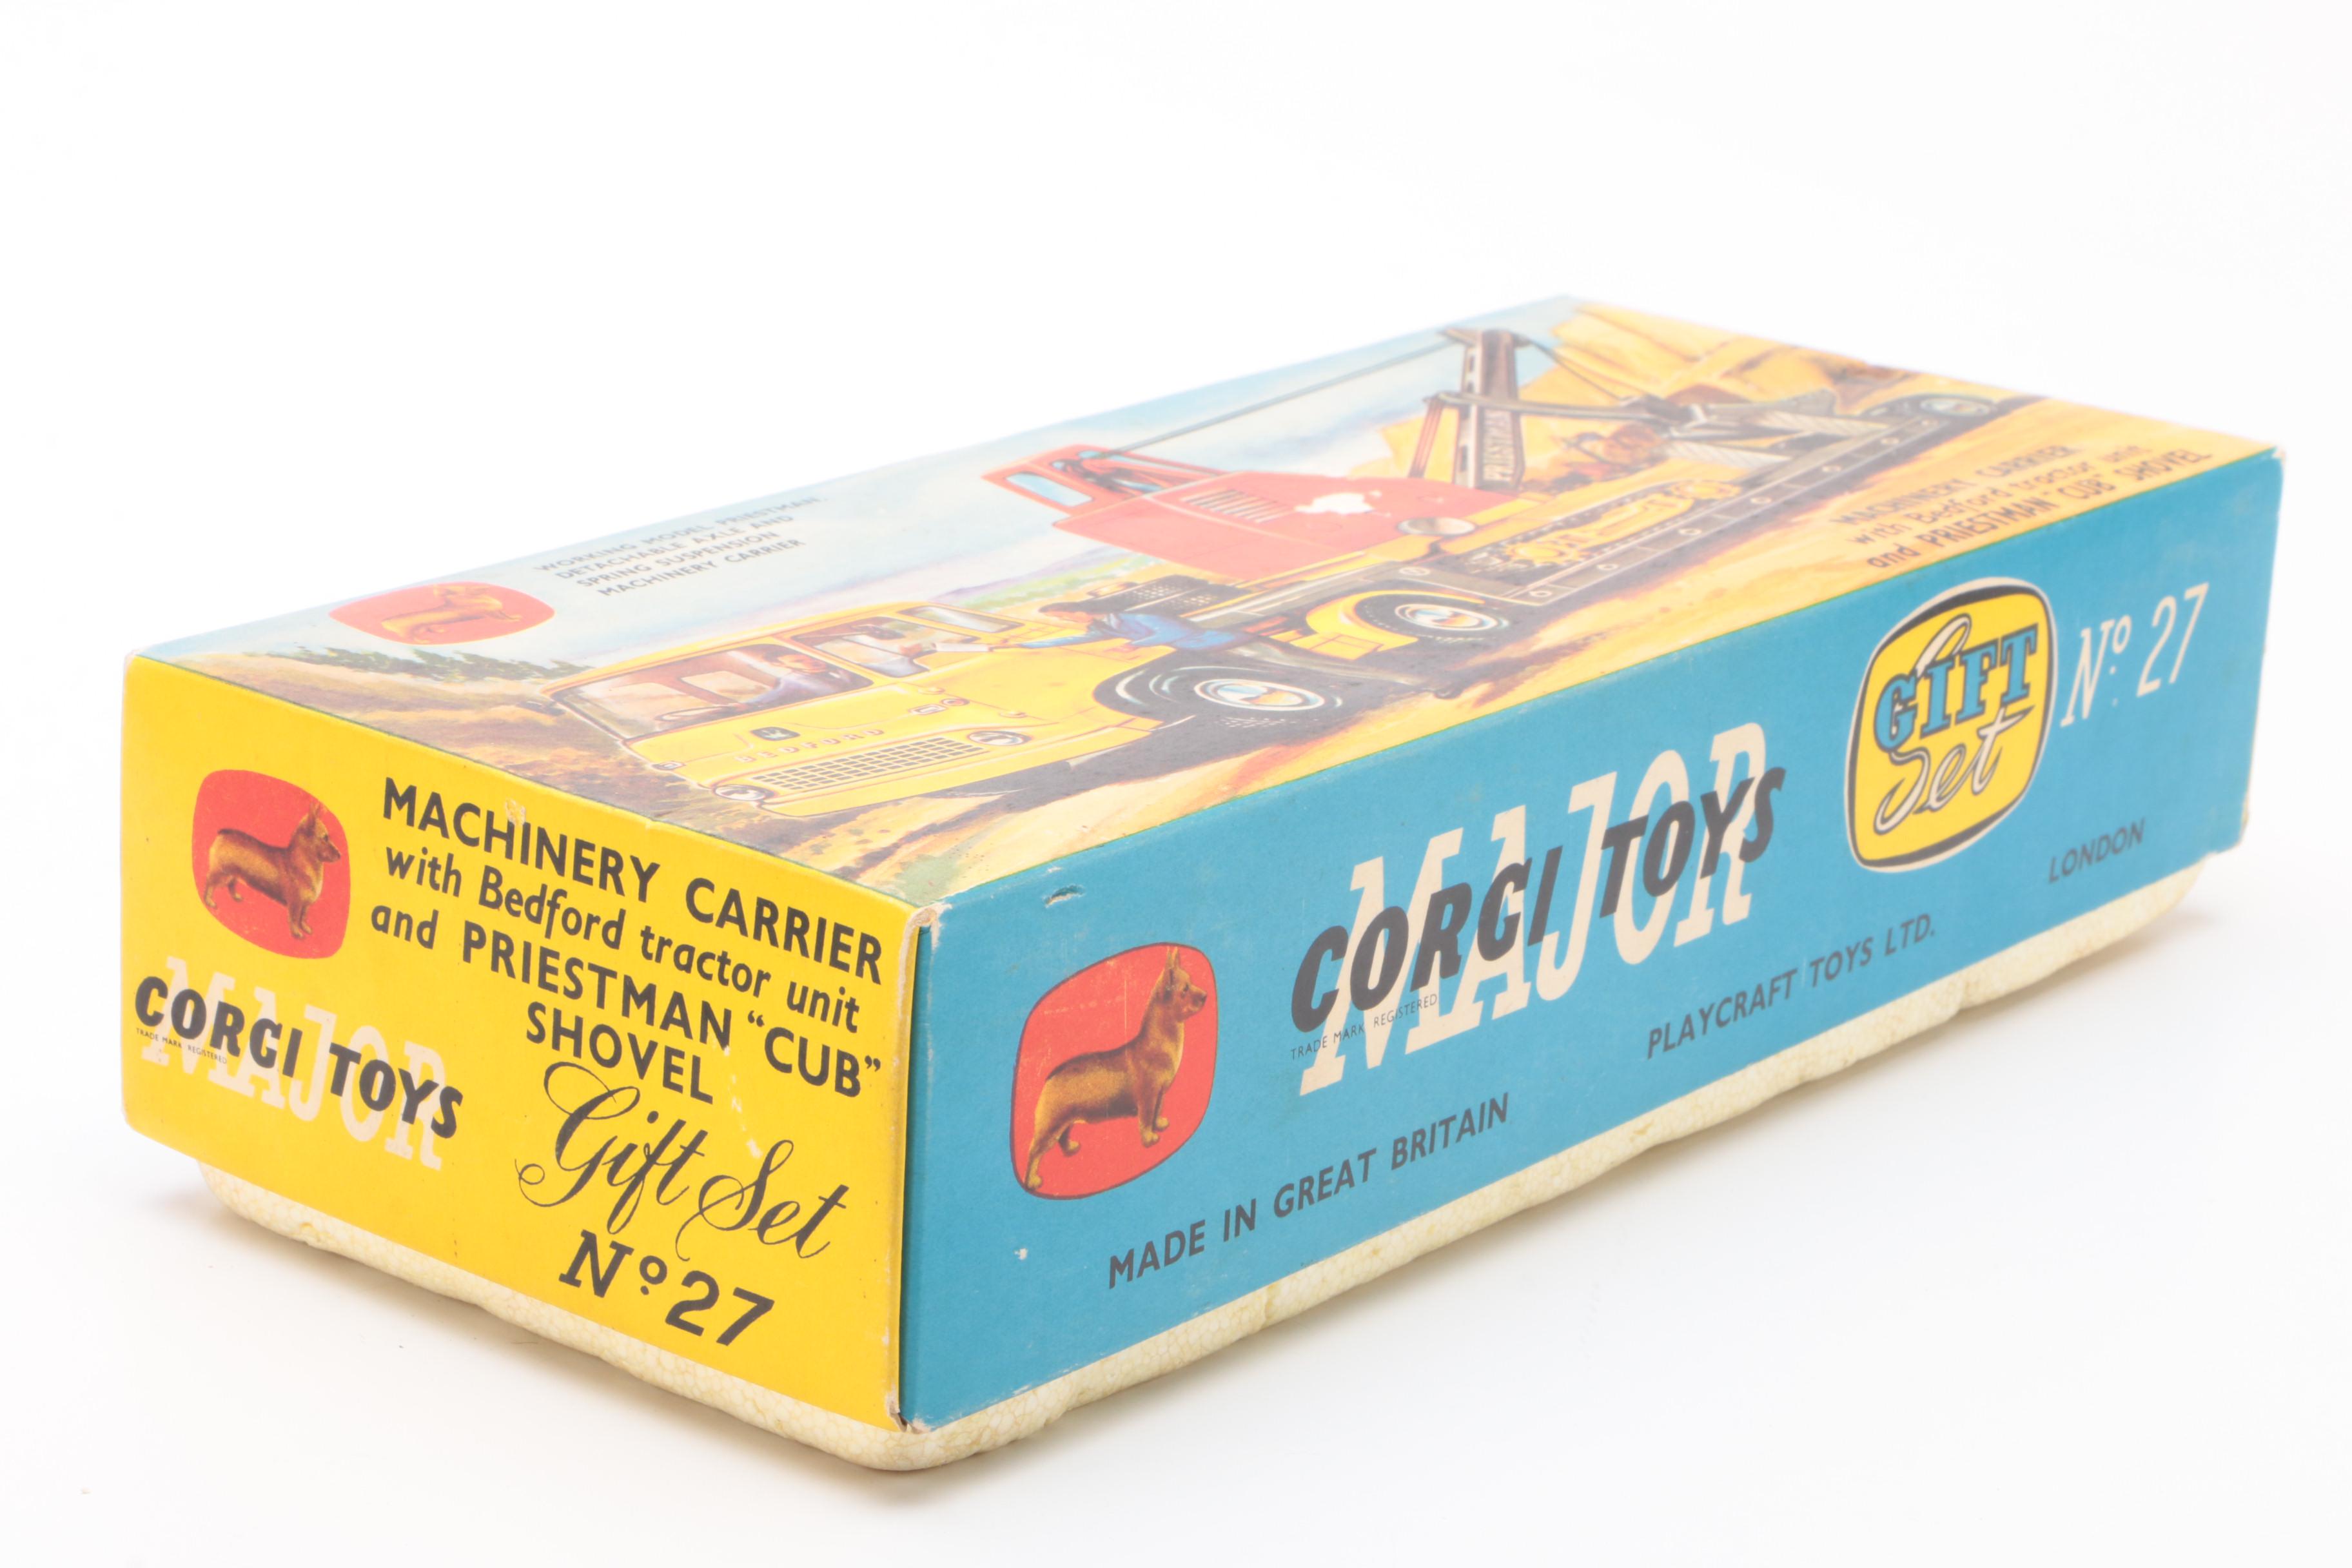 WORKING MODEL PRIESTMAN.
DETACHABLE AXLE AND
SPRING SUSPENSION
MACHINERY CARRIER
PRIESTMAN
BEDFORD
MACHINERY CARRIER
with Bedford tractor unit
and PRIESTMAN "CUB" SHOVEL
MACHINERY CARRIER
with Bedford tractor unit
and PRIESTMAN “CUB”
SHOVEL
MAJOR
CORGI TOYS
TRADE MARK REGISTERED
Gift Set
Nº 27
MAJOR
CORGI TOYS
TRADE MARK REGISTERED
GIFT
Set
Nº 27
MADE IN GREAT BRITAIN
PLAYCRAFT TOYS LTD.
LONDON